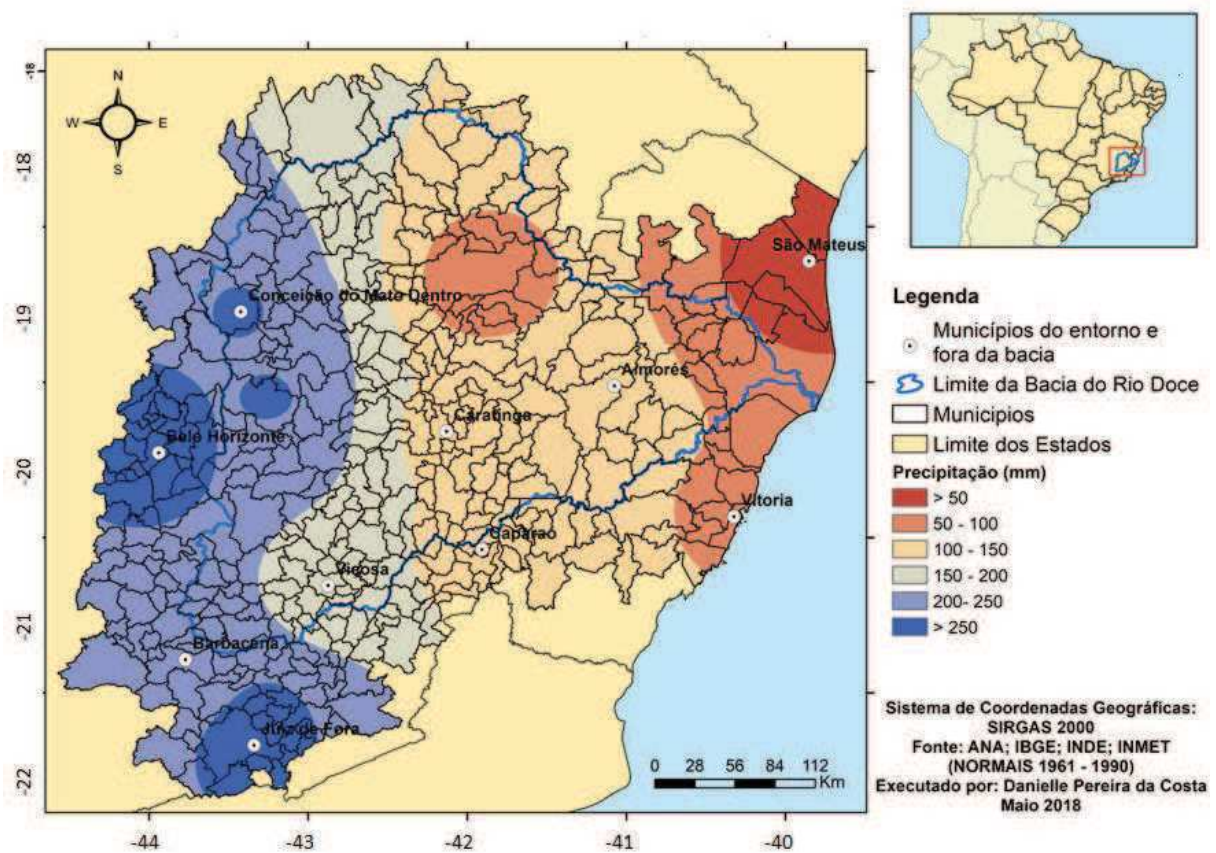 N
W E
S
-18
-18
-19
-20
-21
-22
São Mateus
Conceição do Mato Dentro
Aimorés
Caratinga
Belo Horizonte
Vitoria
Caparaó
Viçosa
Barbacena
Juiz de Fora
0 28 56 84 112
Km
-44 -43 -42 -41 -40
Legenda
Municípios do entorno e
fora da bacia
Limite da Bacia do Rio Doce
Municipios
Limite dos Estados
Precipitação (mm)
> 50
50 - 100
100 - 150
150 - 200
200- 250
> 250
Sistema de Coordenadas Geográficas:
SIRGAS 2000
Fonte: ANA; IBGE; INDE; INMET
(NORMAIS 1961 - 1990)
Executado por: Danielle Pereira da Costa
Maio 2018